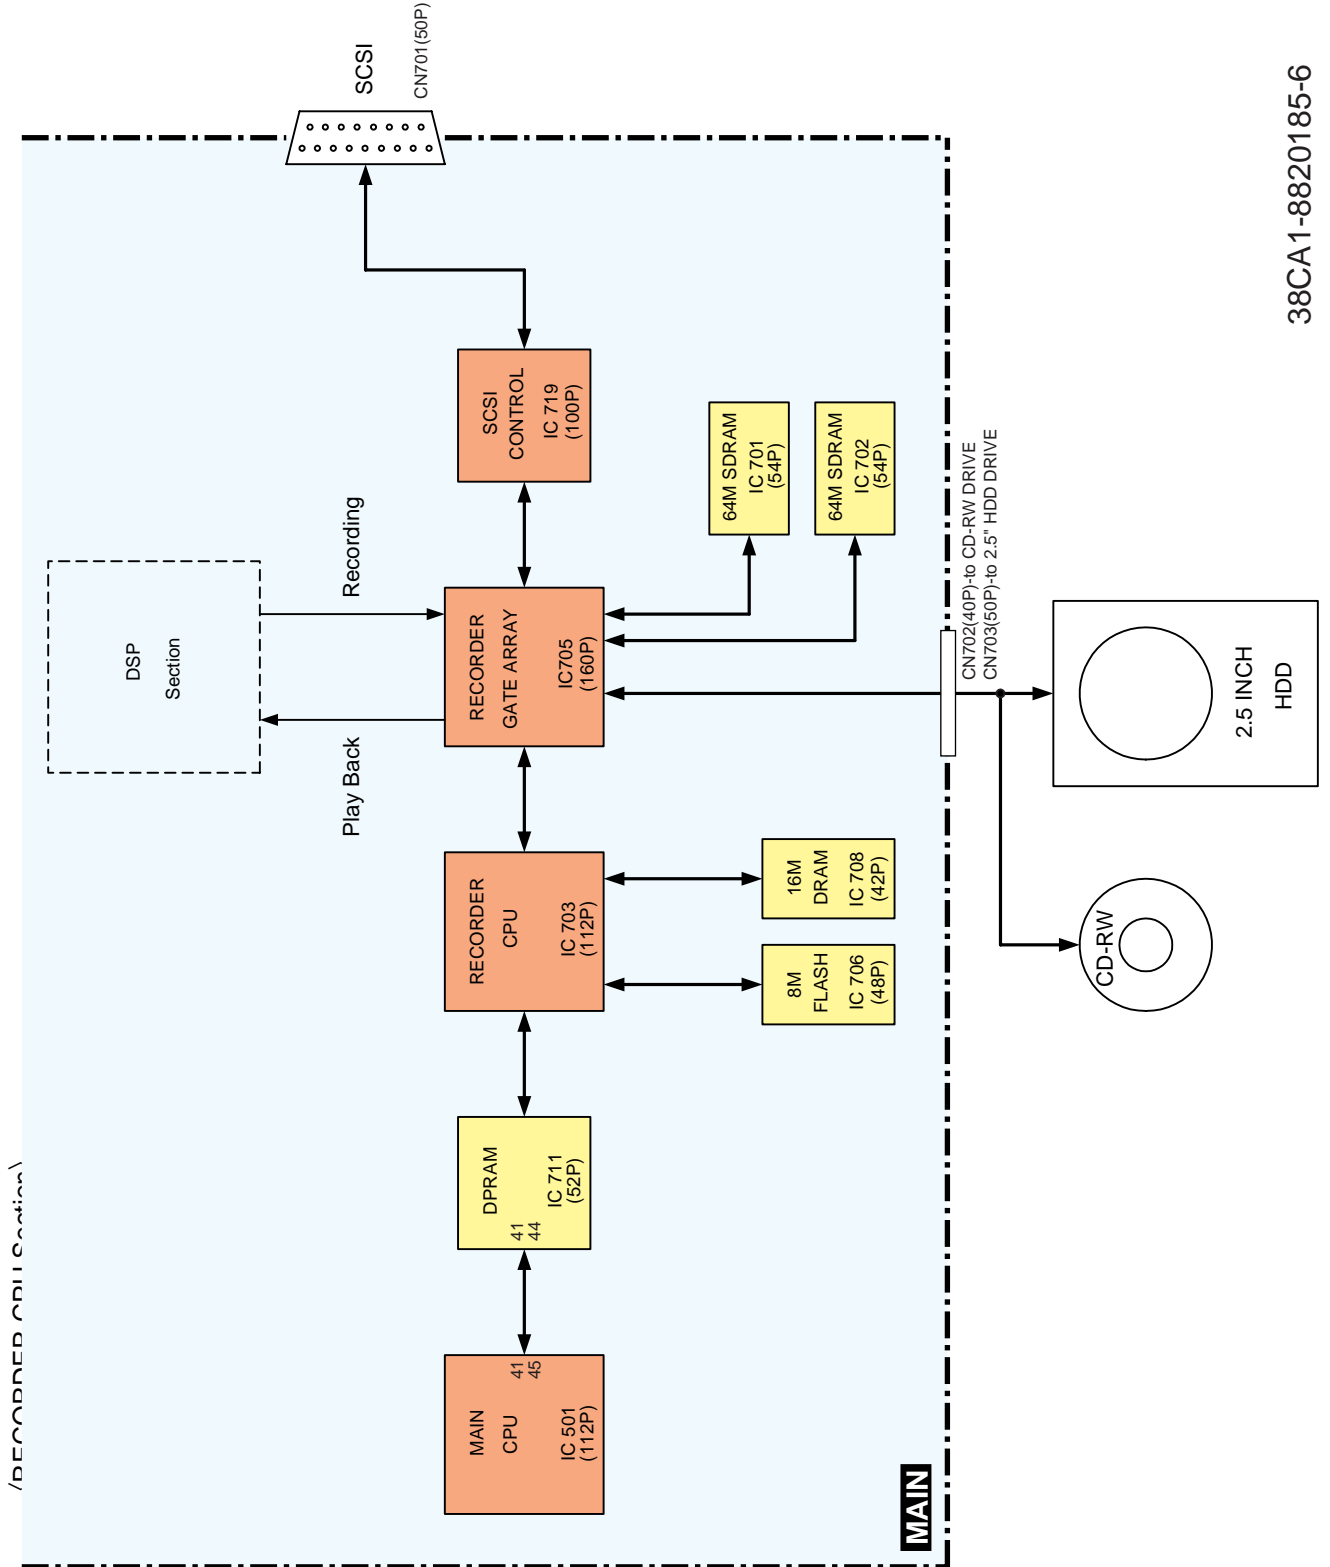 SCSI
CN701(50P)
DSP
Section
Recording
Play Back
MAIN
CPU
IC 501
(112P)
41
45
DPRAM
IC 711
(52P)
41
44
RECORDER
CPU
IC 703
(112P)
RECORDER
GATE ARRAY
IC705
(160P)
SCSI
CONTROL
IC 719
(100P)
8M
FLASH
IC 706
(48P)
16M
DRAM
IC 708
(42P)
64M SDRAM
IC 701
(54P)
64M SDRAM
IC 702
(54P)
MAIN
CN702(40P)-to CD-RW DRIVE
CN703(50P)-to 2.5" HDD DRIVE
CD-RW
2.5 INCH
HDD
38CA1-8820185-6